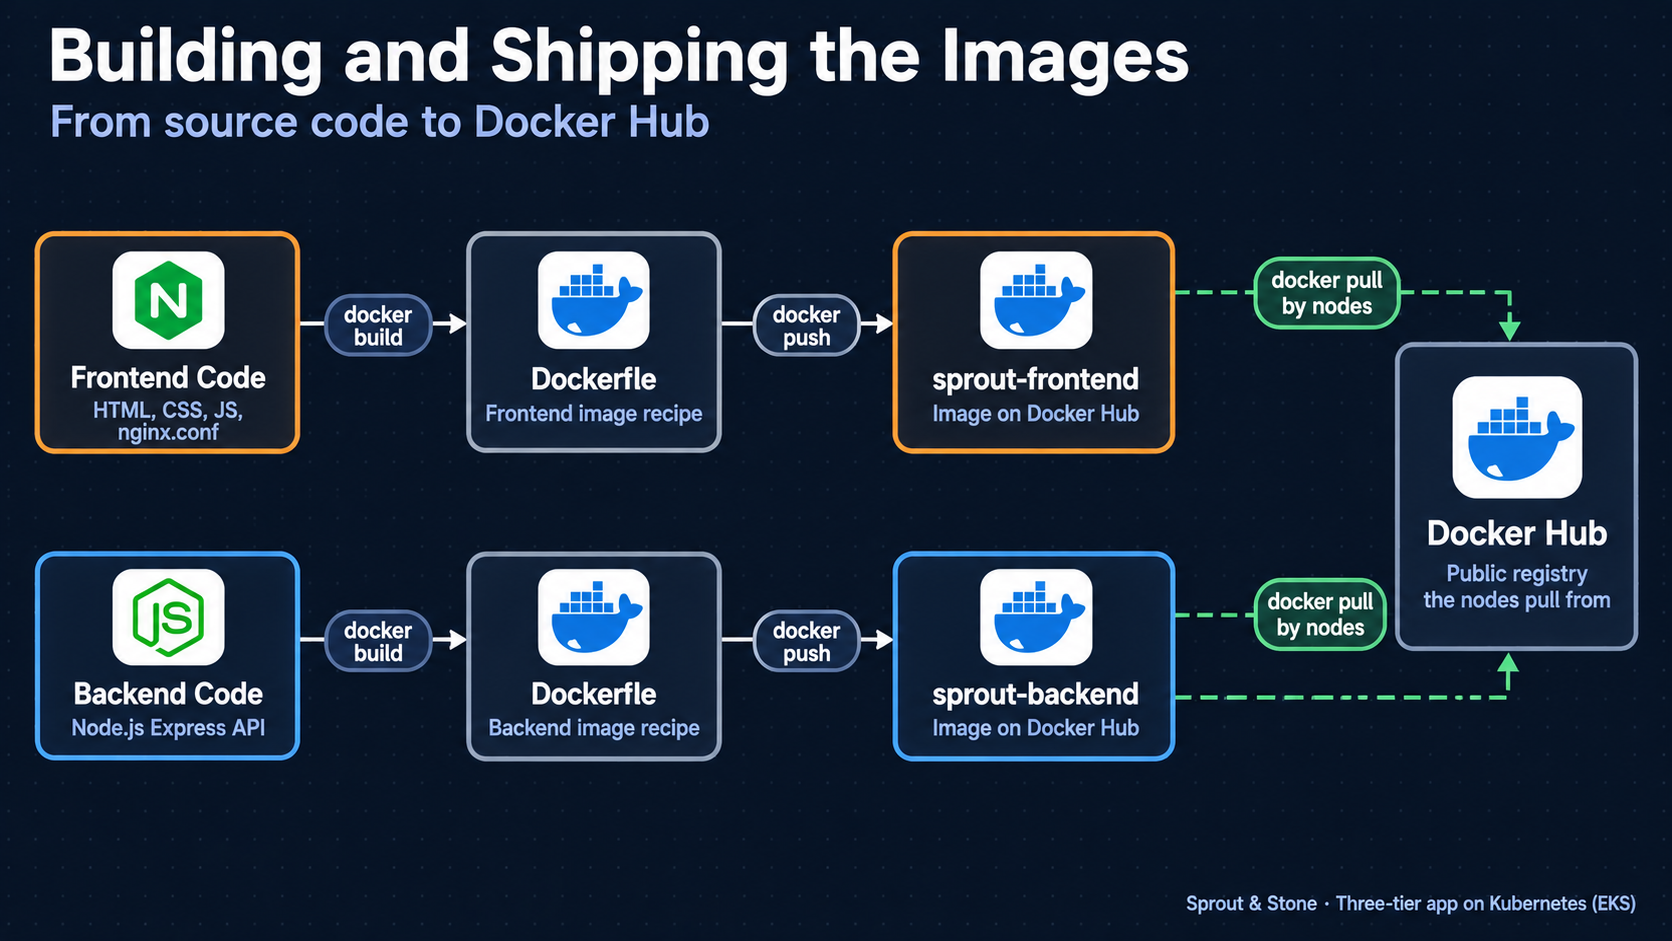 Building and Shipping the Images
From source code to Docker Hub
N
Frontend Code
HTML, CSS, JS,
nginx.conf
docker
build
Dockerfle
Frontend image recipe
docker
push
sprout-frontend
Image on Docker Hub
docker pull
by nodes
Docker Hub
Public registry
the nodes pull from
JS
Backend Code
Node.js Express API
docker
build
Dockerfle
Backend image recipe
docker
push
sprout-backend
Image on Docker Hub
docker pull
by nodes
Sprout & Stone · Three-tier app on Kubernetes (EKS)